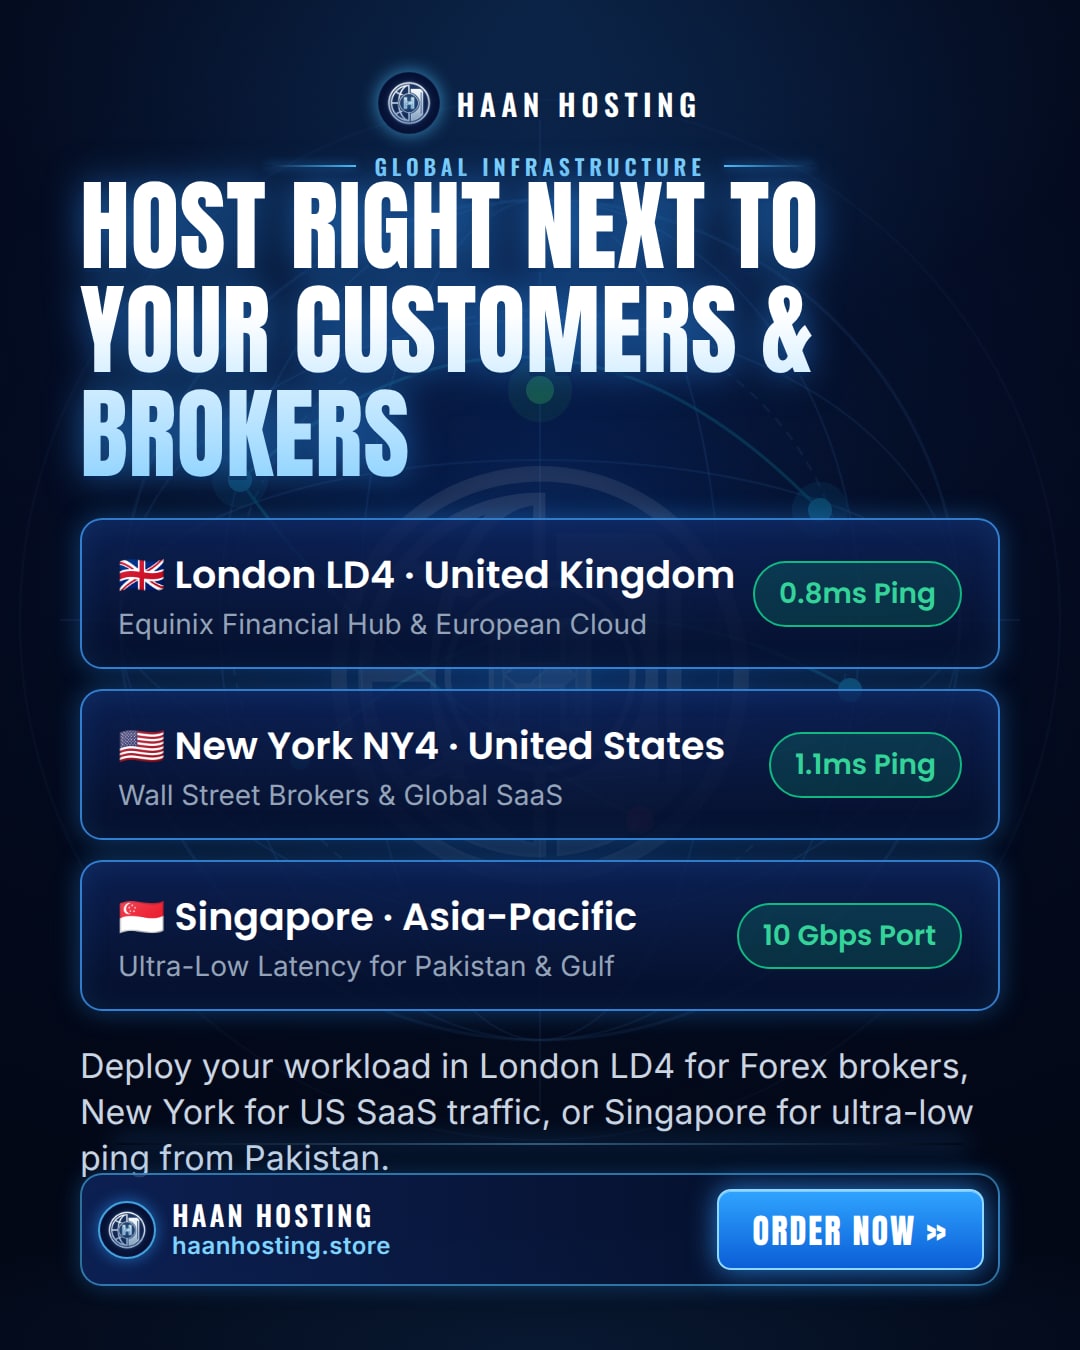 HAAN HOSTING
GLOBAL INFRASTRUCTURE
HOST RIGHT NEXT TO
YOUR CUSTOMERS &
BROKERS
🇬🇧 London LD4 · United Kingdom
0.8ms Ping
Equinix Financial Hub & European Cloud
🇺🇸 New York NY4 · United States
1.1ms Ping
Wall Street Brokers & Global SaaS
🇸🇬 Singapore · Asia-Pacific
10 Gbps Port
Ultra-Low Latency for Pakistan & Gulf
Deploy your workload in London LD4 for Forex brokers,
New York for US SaaS traffic, or Singapore for ultra-low
ping from Pakistan.
HAAN HOSTING
haanhosting.store
ORDER NOW »